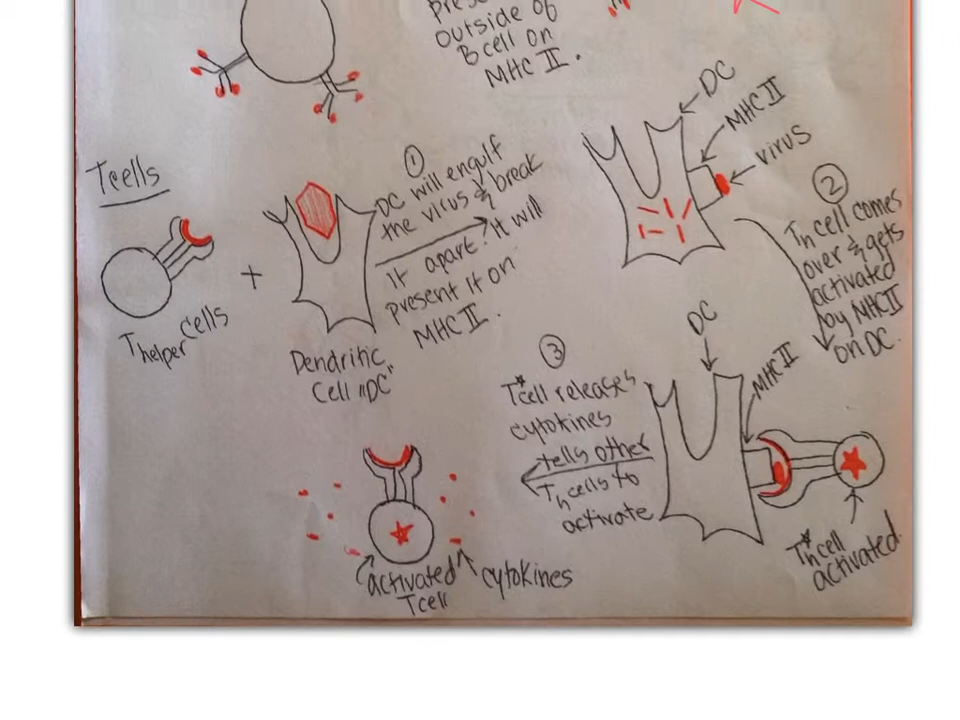 outside of
B cell on
MHC II.
Tcells
T helper cells
+
Dendritic
Cell "DC"
①
DC will engulf
the virus & break
It apart. It will
present it on
MHC II.
DC
MHC II
virus
②
Th cell comes
over & gets
activated
by MHC II
on DC.
DC
MHC II
Th* cell
activated.
③
T* cell releases
cytokines
tells other
Th cells to
activate
activated
Tcell
cytokines